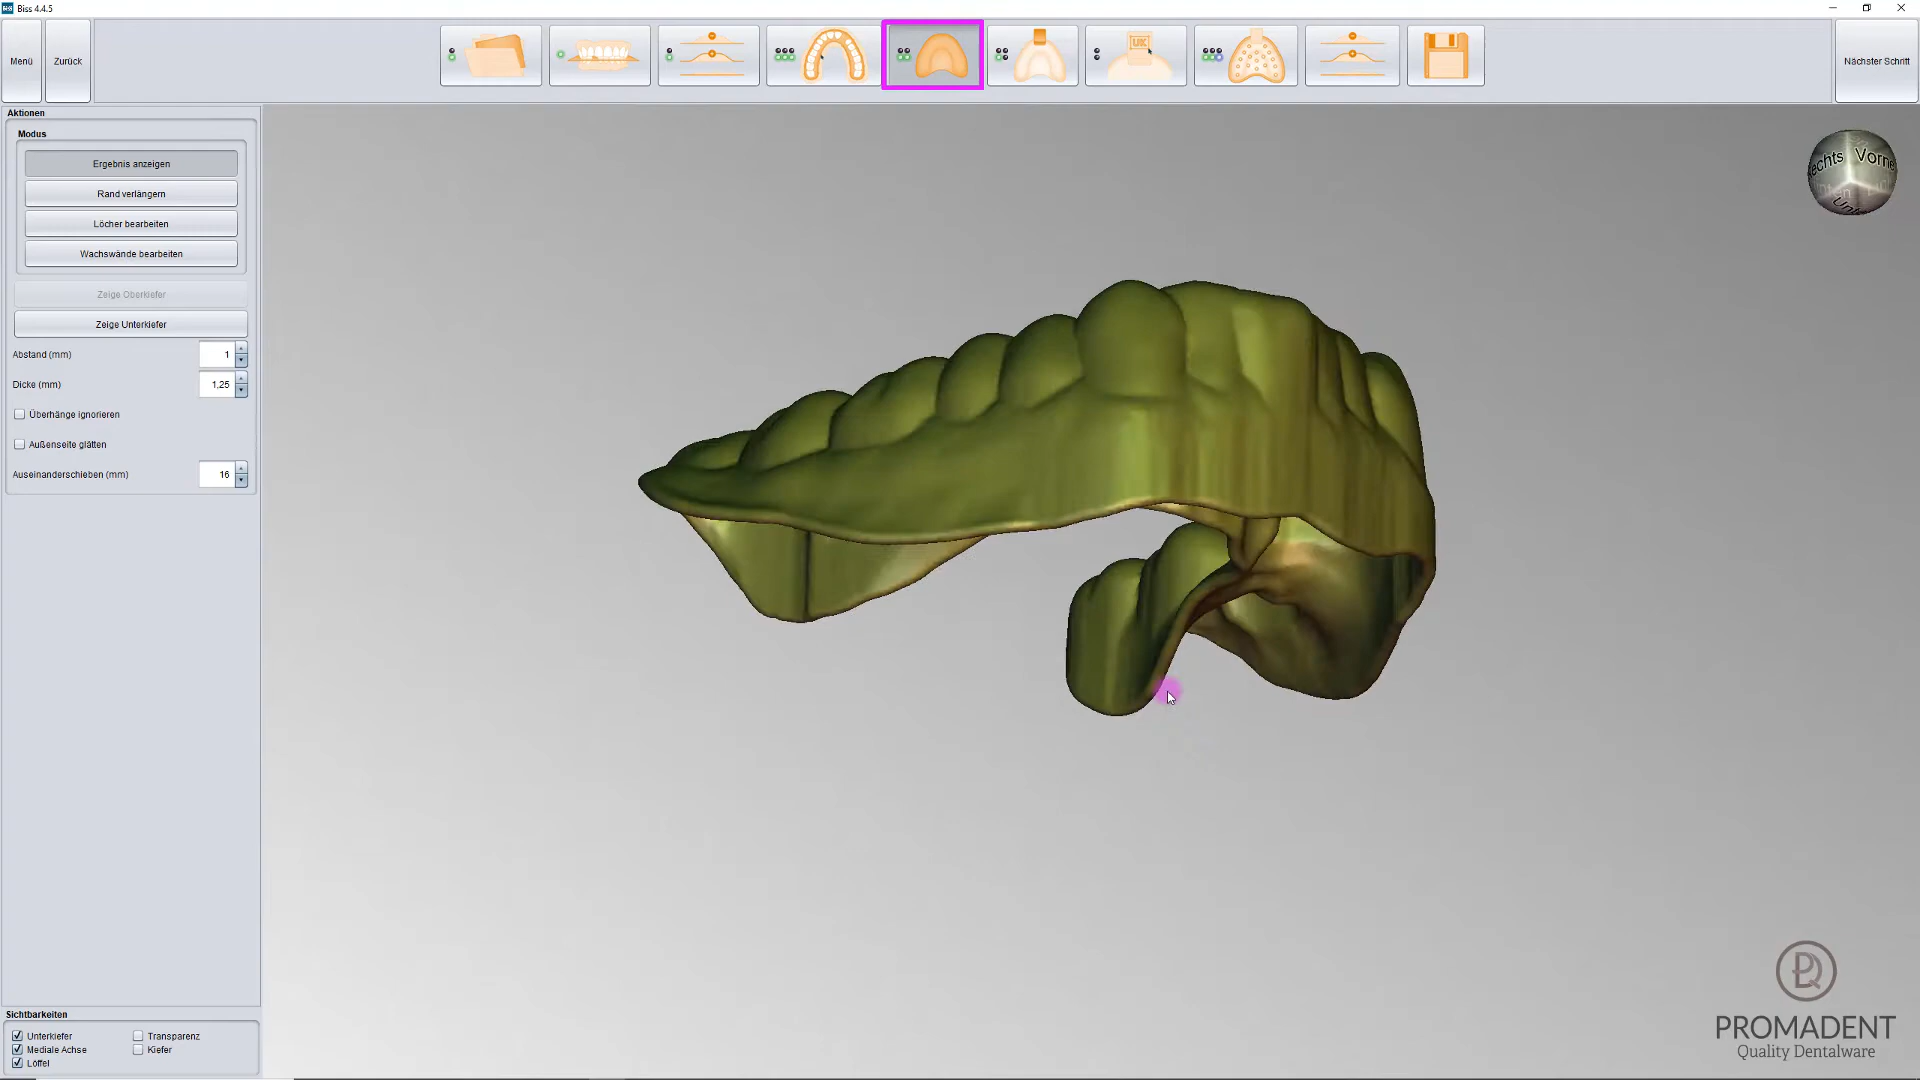 Biss 4.4.5
Menü
Zurück
UK
Nächster Schritt
Aktionen
Modus
Ergebnis anzeigen
Rand verlängern
Löcher bearbeiten
Wachswände bearbeiten
Zeige Oberkiefer
Zeige Unterkiefer
Abstand (mm) 1
Dicke (mm) 1,25
Überhänge ignorieren
Außenseite glätten
Auseinanderschieben (mm) 16
Vorne
Sichtbarkeiten
Unterkiefer Transparenz
Mediale Achse Kiefer
Löffel
PROMADENT
Quality Dentalware